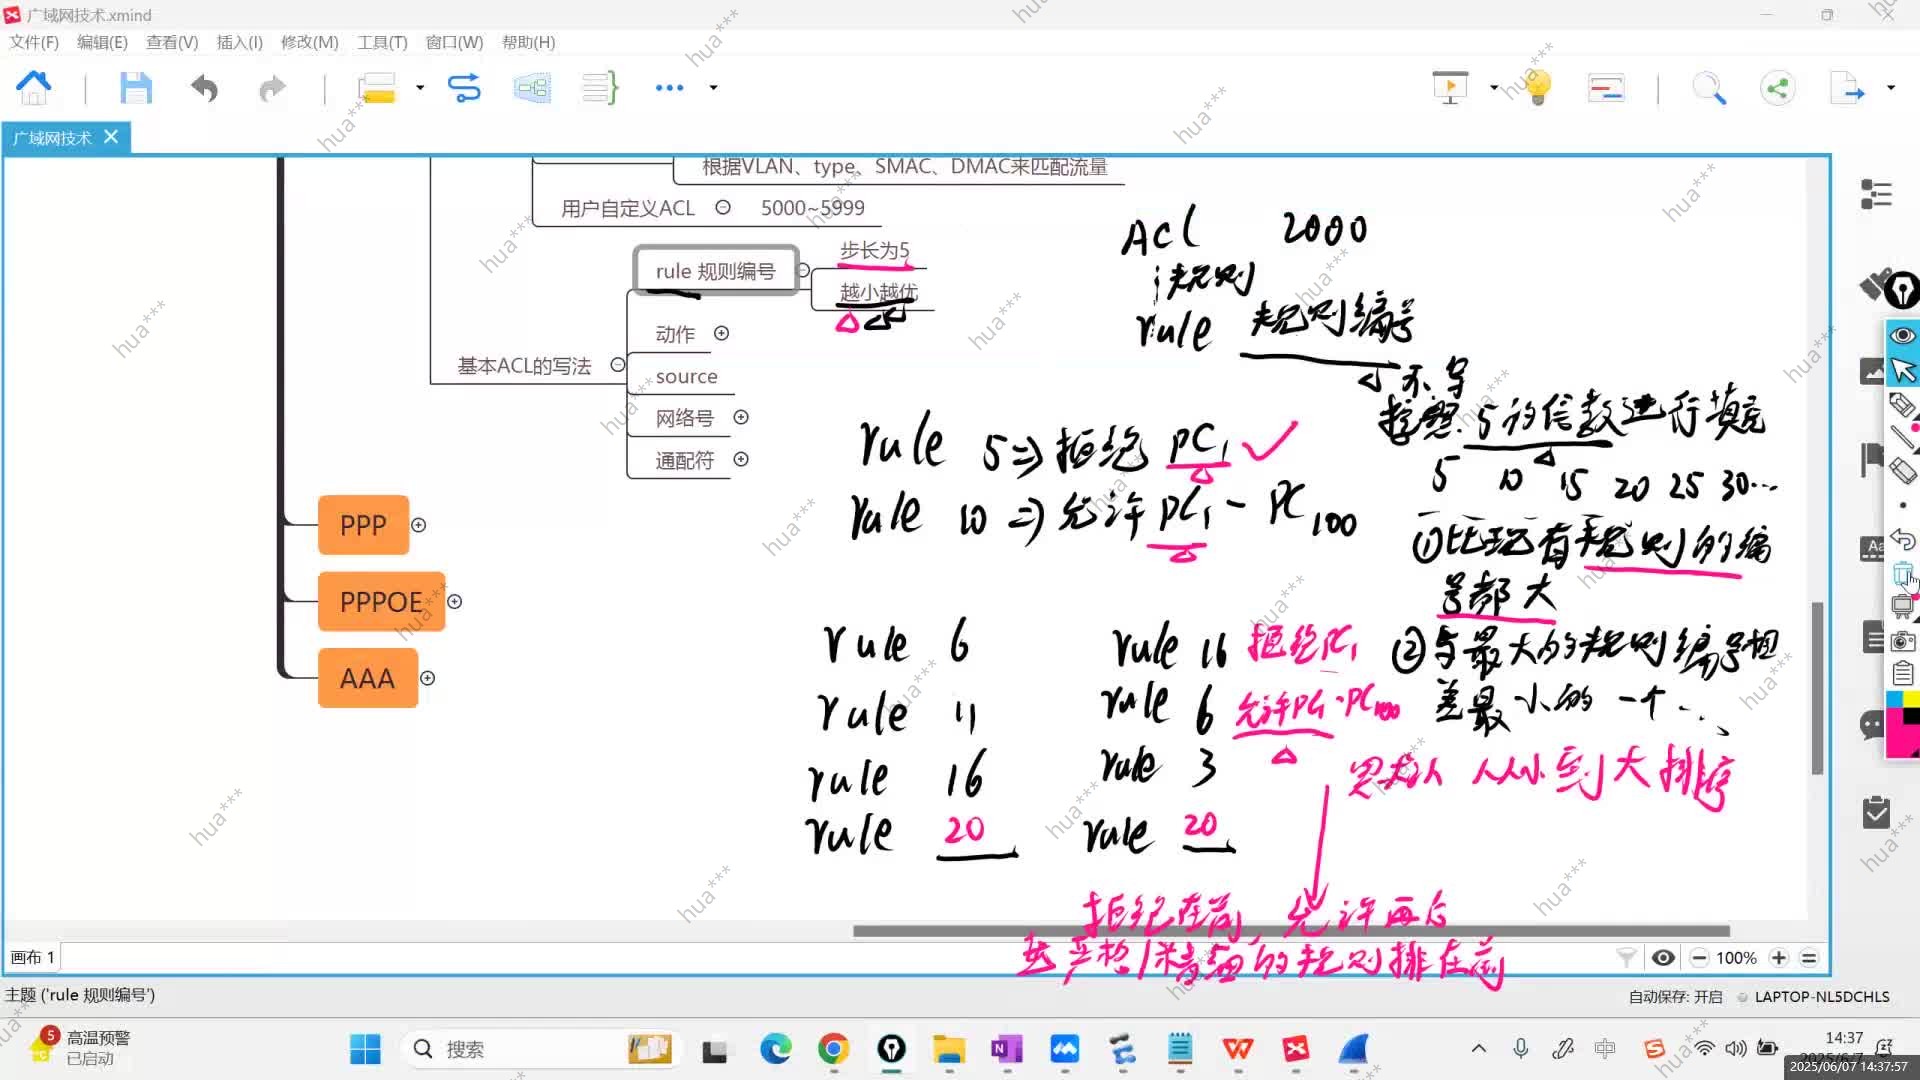 广域网技术.xmind
文件(F) 编辑(E) 查看(V) 插入(I) 修改(M) 工具(T) 窗口(W) 帮助(H)
广域网技术
根据VLAN、type、SMAC、DMAC来匹配流量
用户自定义ACL 5000~5999
rule 规则编号
步长为5
越小越优
动作
基本ACL的写法
source
网络号
通配符
PPP
PPPOE
AAA
ACL 2000
规则
rule 规则编号
不写
按照5的倍数进行填充
5 10 15 20 25 30...
①比现有规则的编
号都大
②与最大的规则编号相
差最小的一个...
rule 5⇒拒绝 PC1
rule 10⇒允许 PC1-PC100
rule 6
rule 11
rule 16
rule 20
rule 16 拒绝PC1
rule 6 允许PC1-PC100
rule 3
rule 20
默认 从小到大排序
拒绝在前,允许再后
严格/精细的规则排在前
画布 1
100%
主题 ('rule 规则编号')
自动保存: 开启
LAPTOP-NL5DCHLS
5
高温预警
已启动
搜索
中
14:37
2025/06/07 14:37:57
hua***